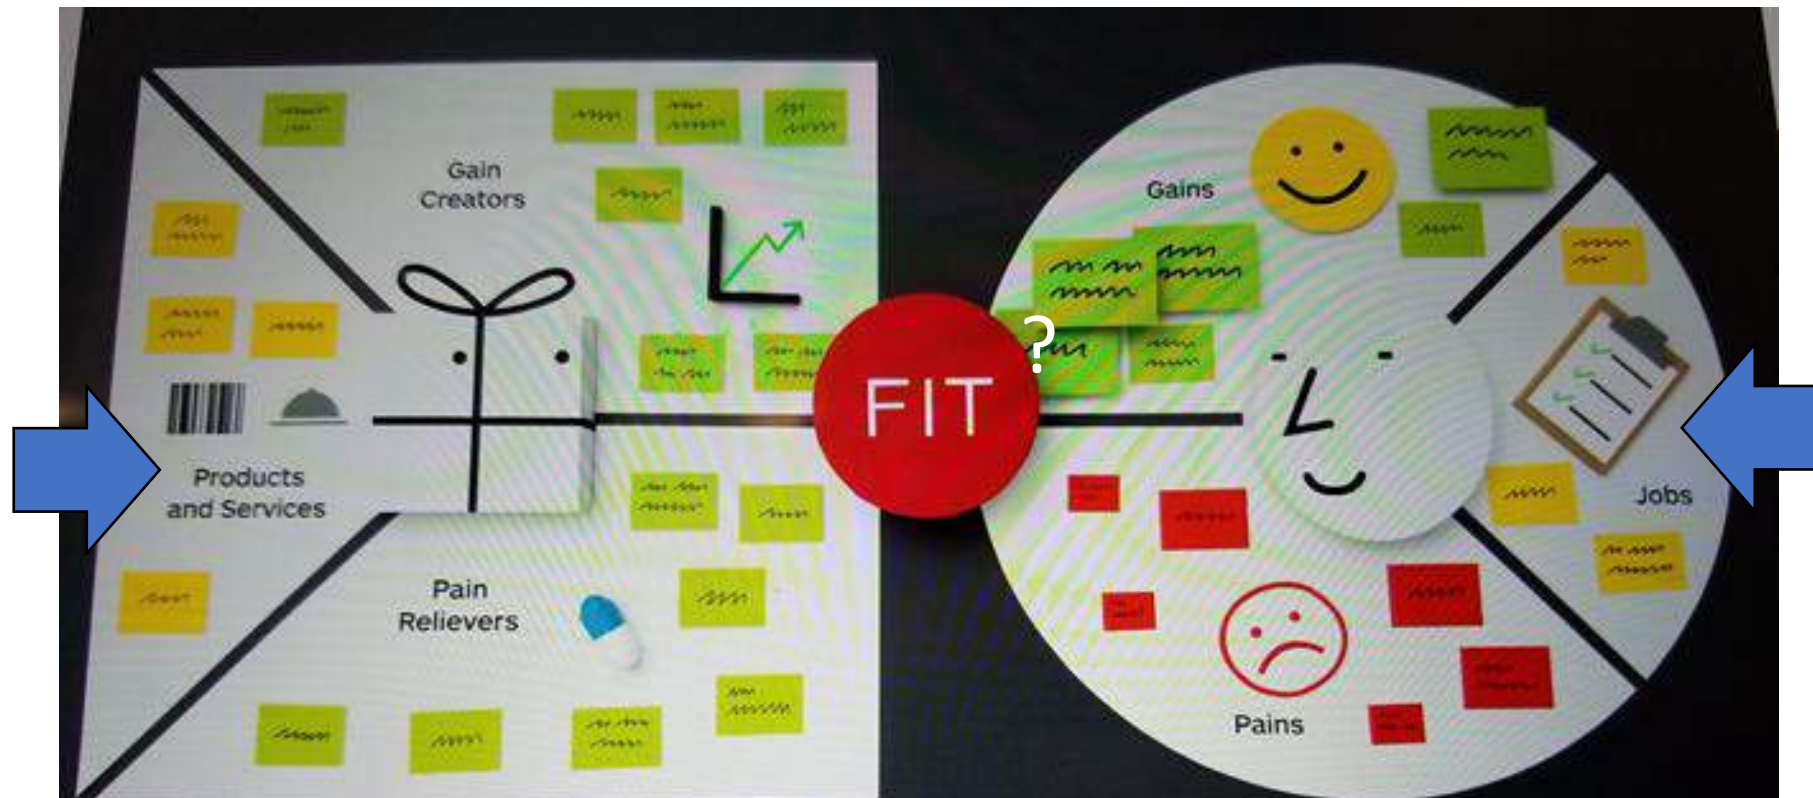 Gain
Creators
Gains
?
FIT
Products
and Services
Jobs
Pain
Relievers
Pains